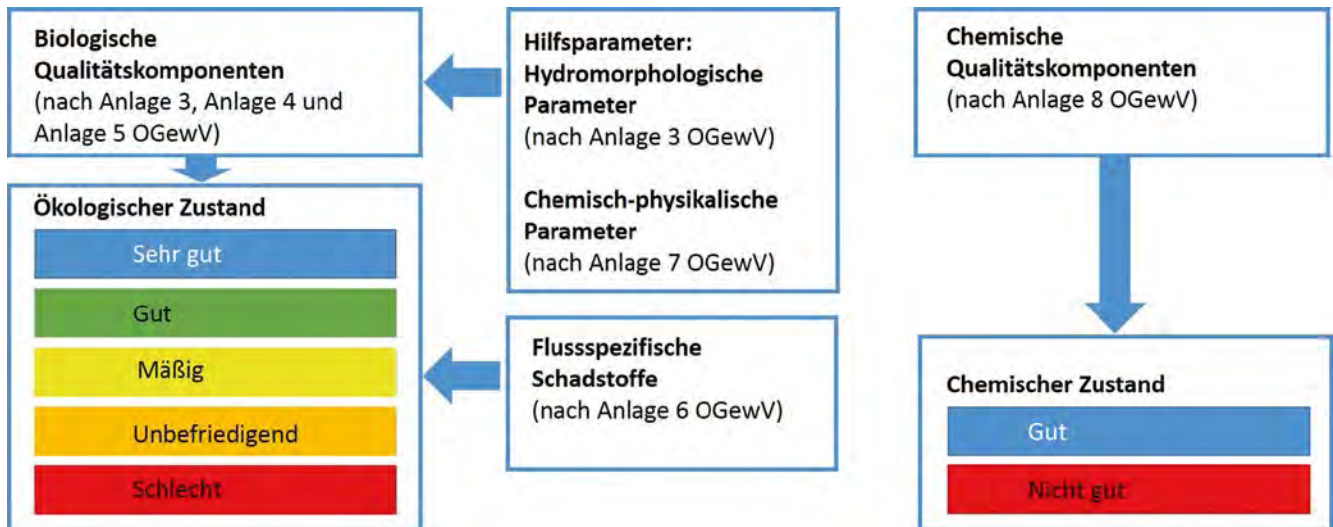 Biologische
Qualitätskomponenten
(nach Anlage 3, Anlage 4 und
Anlage 5 OGewV)
Ökologischer Zustand
Sehr gut
Gut
Mäßig
Unbefriedigend
Schlecht
Hilfsparameter:
Hydromorphologische
Parameter
(nach Anlage 3 OGewV)
Chemisch-physikalische
Parameter
(nach Anlage 7 OGewV)
Flussspezifische
Schadstoffe
(nach Anlage 6 OGewV)
Chemische
Qualitätskomponenten
(nach Anlage 8 OGewV)
Chemischer Zustand
Gut
Nicht gut